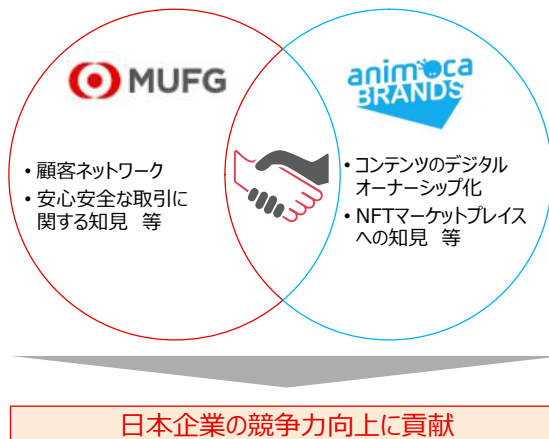 MUFG
animoca
BRANDS
• 顧客ネットワーク
• 安心安全な取引に
関する知見 等
• コンテンツのデジタル
オーナーシップ化
• NFTマーケットプレイス
への知見 等
日本企業の競争力向上に貢献